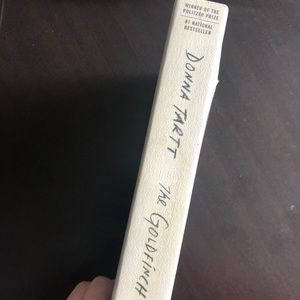 WINNER OF THE
PULITZER PRIZE
#1 NATIONAL
BESTSELLER
DONNA TARTT
The GOLDFINCH